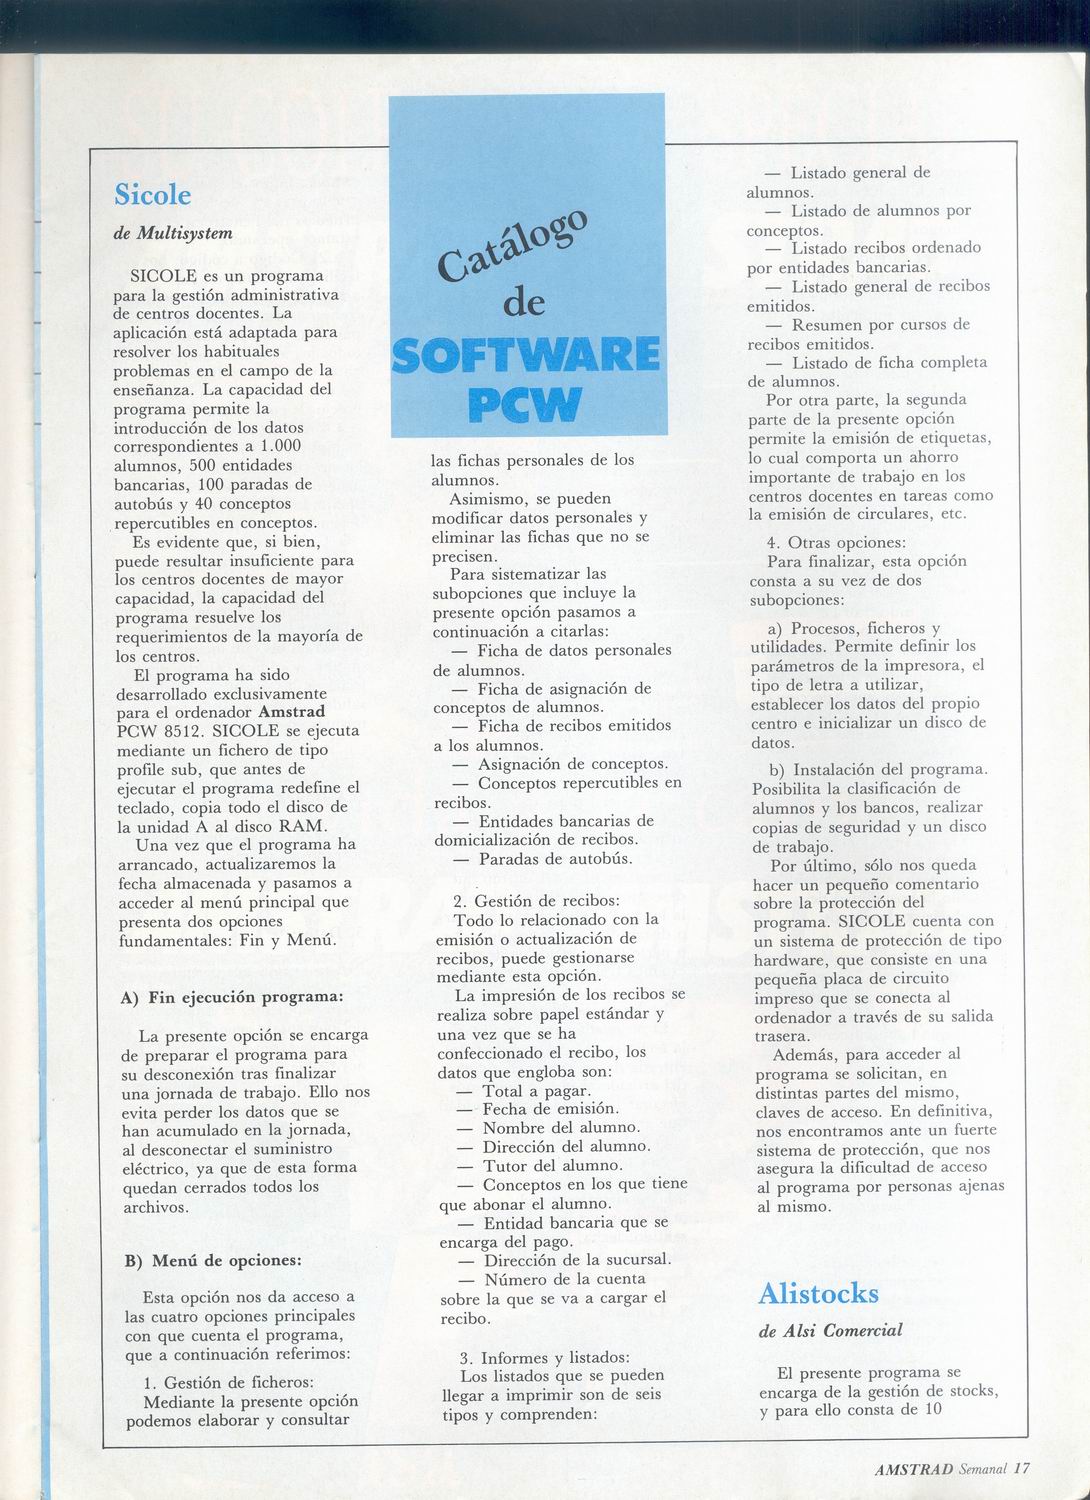 Catálogo
de
SOFTWARE
PCW
Sicole
de Multisystem
SICOLE es un programa
para la gestión administrativa
de centros docentes. La
aplicación está adaptada para
resolver los habituales
problemas en el campo de la
enseñanza. La capacidad del
programa permite la
introducción de los datos
correspondientes a 1.000
alumnos, 500 entidades
bancarias, 100 paradas de
autobús y 40 conceptos
repercutibles en conceptos.
Es evidente que, si bien,
puede resultar insuficiente para
los centros docentes de mayor
capacidad, la capacidad del
programa resuelve los
requerimientos de la mayoría de
los centros.
El programa ha sido
desarrollado exclusivamente
para el ordenador Amstrad
PCW 8512. SICOLE se ejecuta
mediante un fichero de tipo
profile sub, que antes de
ejecutar el programa redefine el
teclado, copia todo el disco de
la unidad A al disco RAM.
Una vez que el programa ha
arrancado, actualizaremos la
fecha almacenada y pasamos a
acceder al menú principal que
presenta dos opciones
fundamentales: Fin y Menú.
A) Fin ejecución programa:
La presente opción se encarga
de preparar el programa para
su desconexión tras finalizar
una jornada de trabajo. Ello nos
evita perder los datos que se
han acumulado en la jornada,
al desconectar el suministro
eléctrico, ya que de esta forma
quedan cerrados todos los
archivos.
B) Menú de opciones:
Esta opción nos da acceso a
las cuatro opciones principales
con que cuenta el programa,
que a continuación referimos:
1. Gestión de ficheros:
Mediante la presente opción
podemos elaborar y consultar
las fichas personales de los
alumnos.
Asimismo, se pueden
modificar datos personales y
eliminar las fichas que no se
precisen.
Para sistematizar las
subopciones que incluye la
presente opción pasamos a
continuación a citarlas:
— Ficha de datos personales
de alumnos.
— Ficha de asignación de
conceptos de alumnos.
— Ficha de recibos emitidos
a los alumnos.
— Asignación de conceptos.
— Conceptos repercutibles en
recibos.
— Entidades bancarias de
domicialización de recibos.
— Paradas de autobús.
2. Gestión de recibos:
Todo lo relacionado con la
emisión o actualización de
recibos, puede gestionarse
mediante esta opción.
La impresión de los recibos se
realiza sobre papel estándar y
una vez que se ha
confeccionado el recibo, los
datos que engloba son:
— Total a pagar.
— Fecha de emisión.
— Nombre del alumno.
— Dirección del alumno.
— Tutor del alumno.
— Conceptos en los que tiene
que abonar el alumno.
— Entidad bancaria que se
encarga del pago.
— Dirección de la sucursal.
— Número de la cuenta
sobre la que se va a cargar el
recibo.
3. Informes y listados:
Los listados que se pueden
llegar a imprimir son de seis
tipos y comprenden:
— Listado general de
alumnos.
— Listado de alumnos por
conceptos.
— Listado recibos ordenado
por entidades bancarias.
— Listado general de recibos
emitidos.
— Resumen por cursos de
recibos emitidos.
— Listado de ficha completa
de alumnos.
Por otra parte, la segunda
parte de la presente opción
permite la emisión de etiquetas,
lo cual comporta un ahorro
importante de trabajo en los
centros docentes en tareas como
la emisión de circulares, etc.
4. Otras opciones:
Para finalizar, esta opción
consta a su vez de dos
subopciones:
a) Procesos, ficheros y
utilidades. Permite definir los
parámetros de la impresora, el
tipo de letra a utilizar,
establecer los datos del propio
centro e inicializar un disco de
datos.
b) Instalación del programa.
Posibilita la clasificación de
alumnos y los bancos, realizar
copias de seguridad y un disco
de trabajo.
Por último, sólo nos queda
hacer un pequeño comentario
sobre la protección del
programa. SICOLE cuenta con
un sistema de protección de tipo
hardware, que consiste en una
pequeña placa de circuito
impreso que se conecta al
ordenador a través de su salida
trasera.
Además, para acceder al
programa se solicitan, en
distintas partes del mismo,
claves de acceso. En definitiva,
nos encontramos ante un fuerte
sistema de protección, que nos
asegura la dificultad de acceso
al programa por personas ajenas
al mismo.
Alistocks
de Alsi Comercial
El presente programa se
encarga de la gestión de stocks,
y para ello consta de 10
AMSTRAD Semanal 17